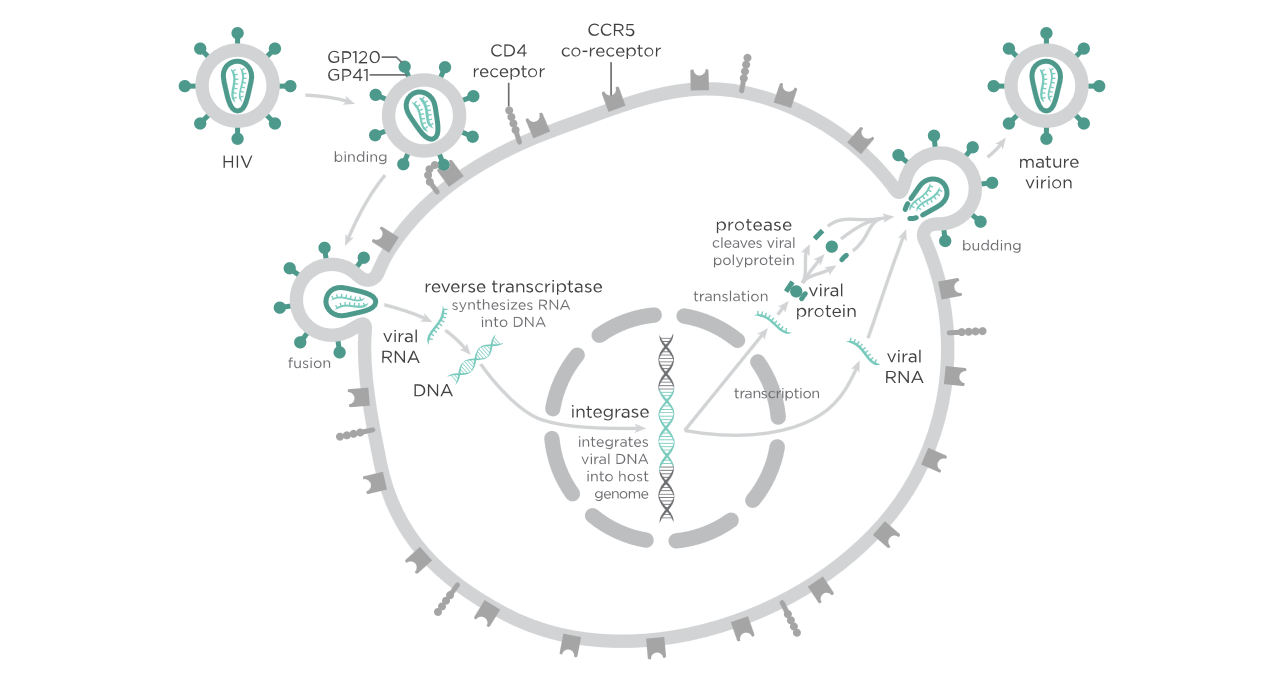 HIV
GP120
GP41
binding
CD4
receptor
CCR5
co-receptor
mature
virion
budding
fusion
viral
RNA
reverse transcriptase
synthesizes RNA
into DNA
DNA
integrase
integrates
viral DNA
into host
genome
transcription
translation
viral
protein
protease
cleaves viral
polyprotein
viral
RNA